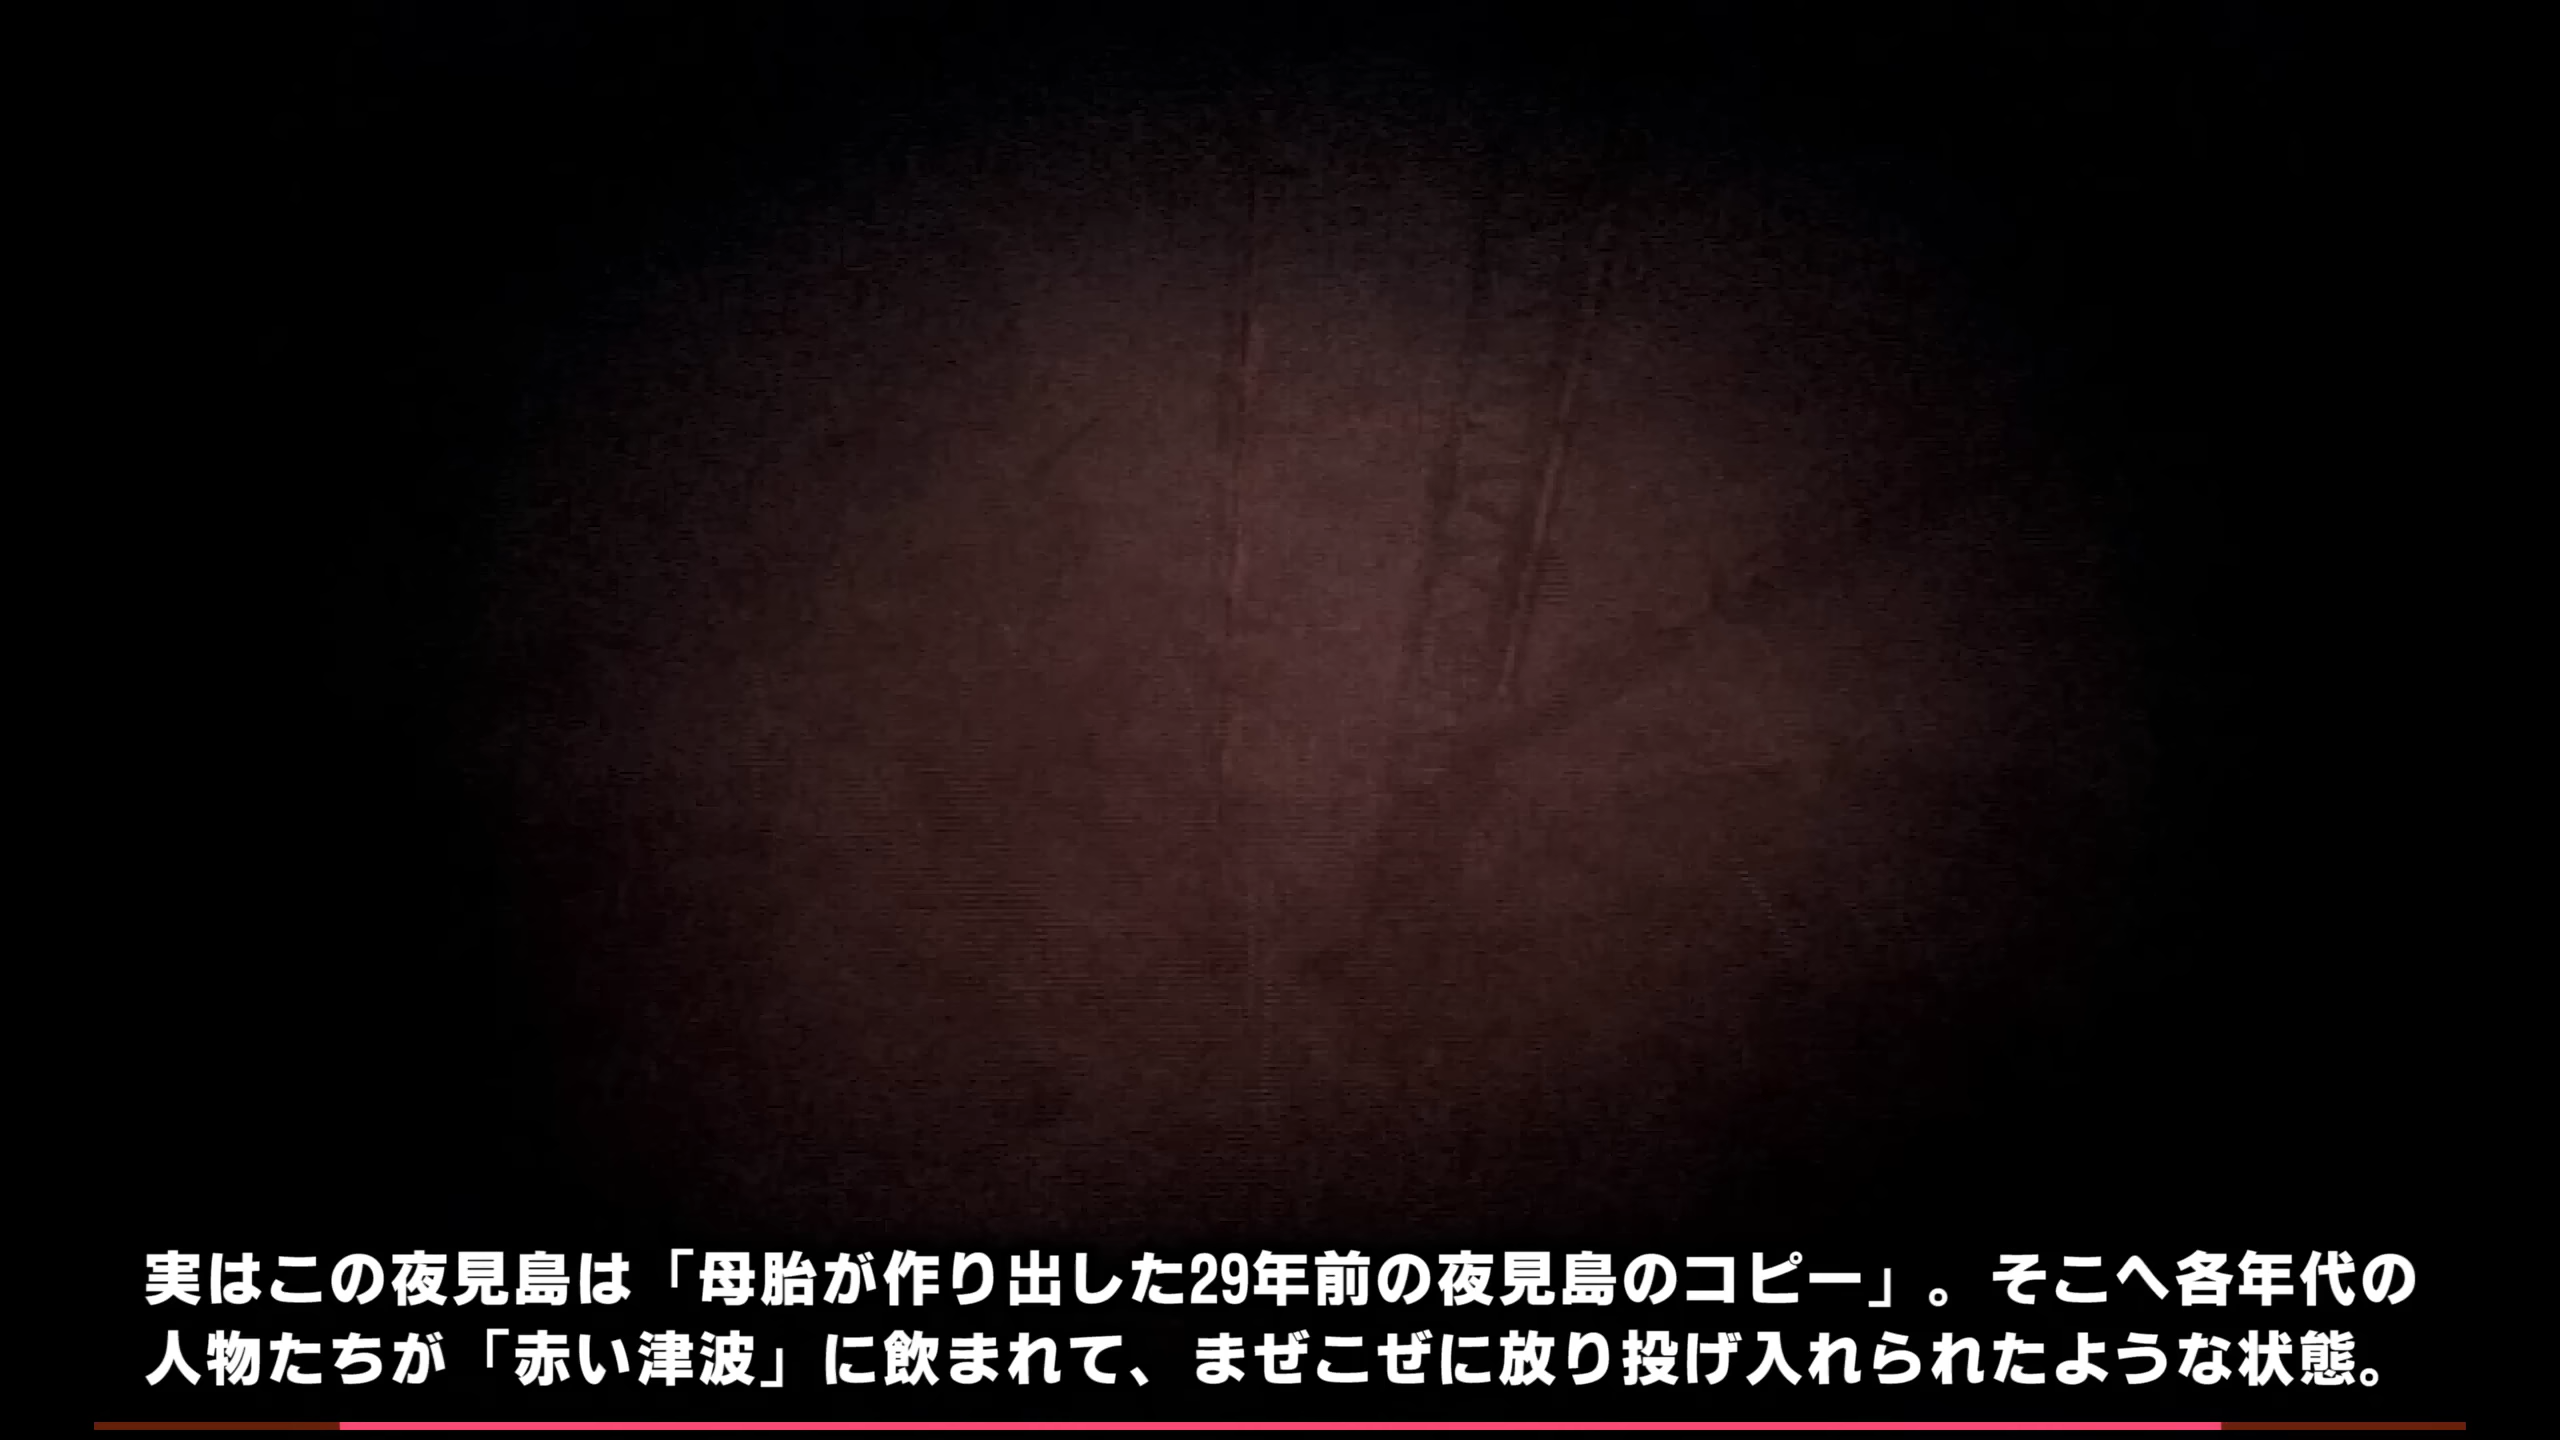 実はこの夜見島は「母胎が作り出した29年前の夜見島のコピー」。そこへ各年代の
人物たちが「赤い津波」に飲まれて、まぜこぜに放り投げ入れられたような状態。